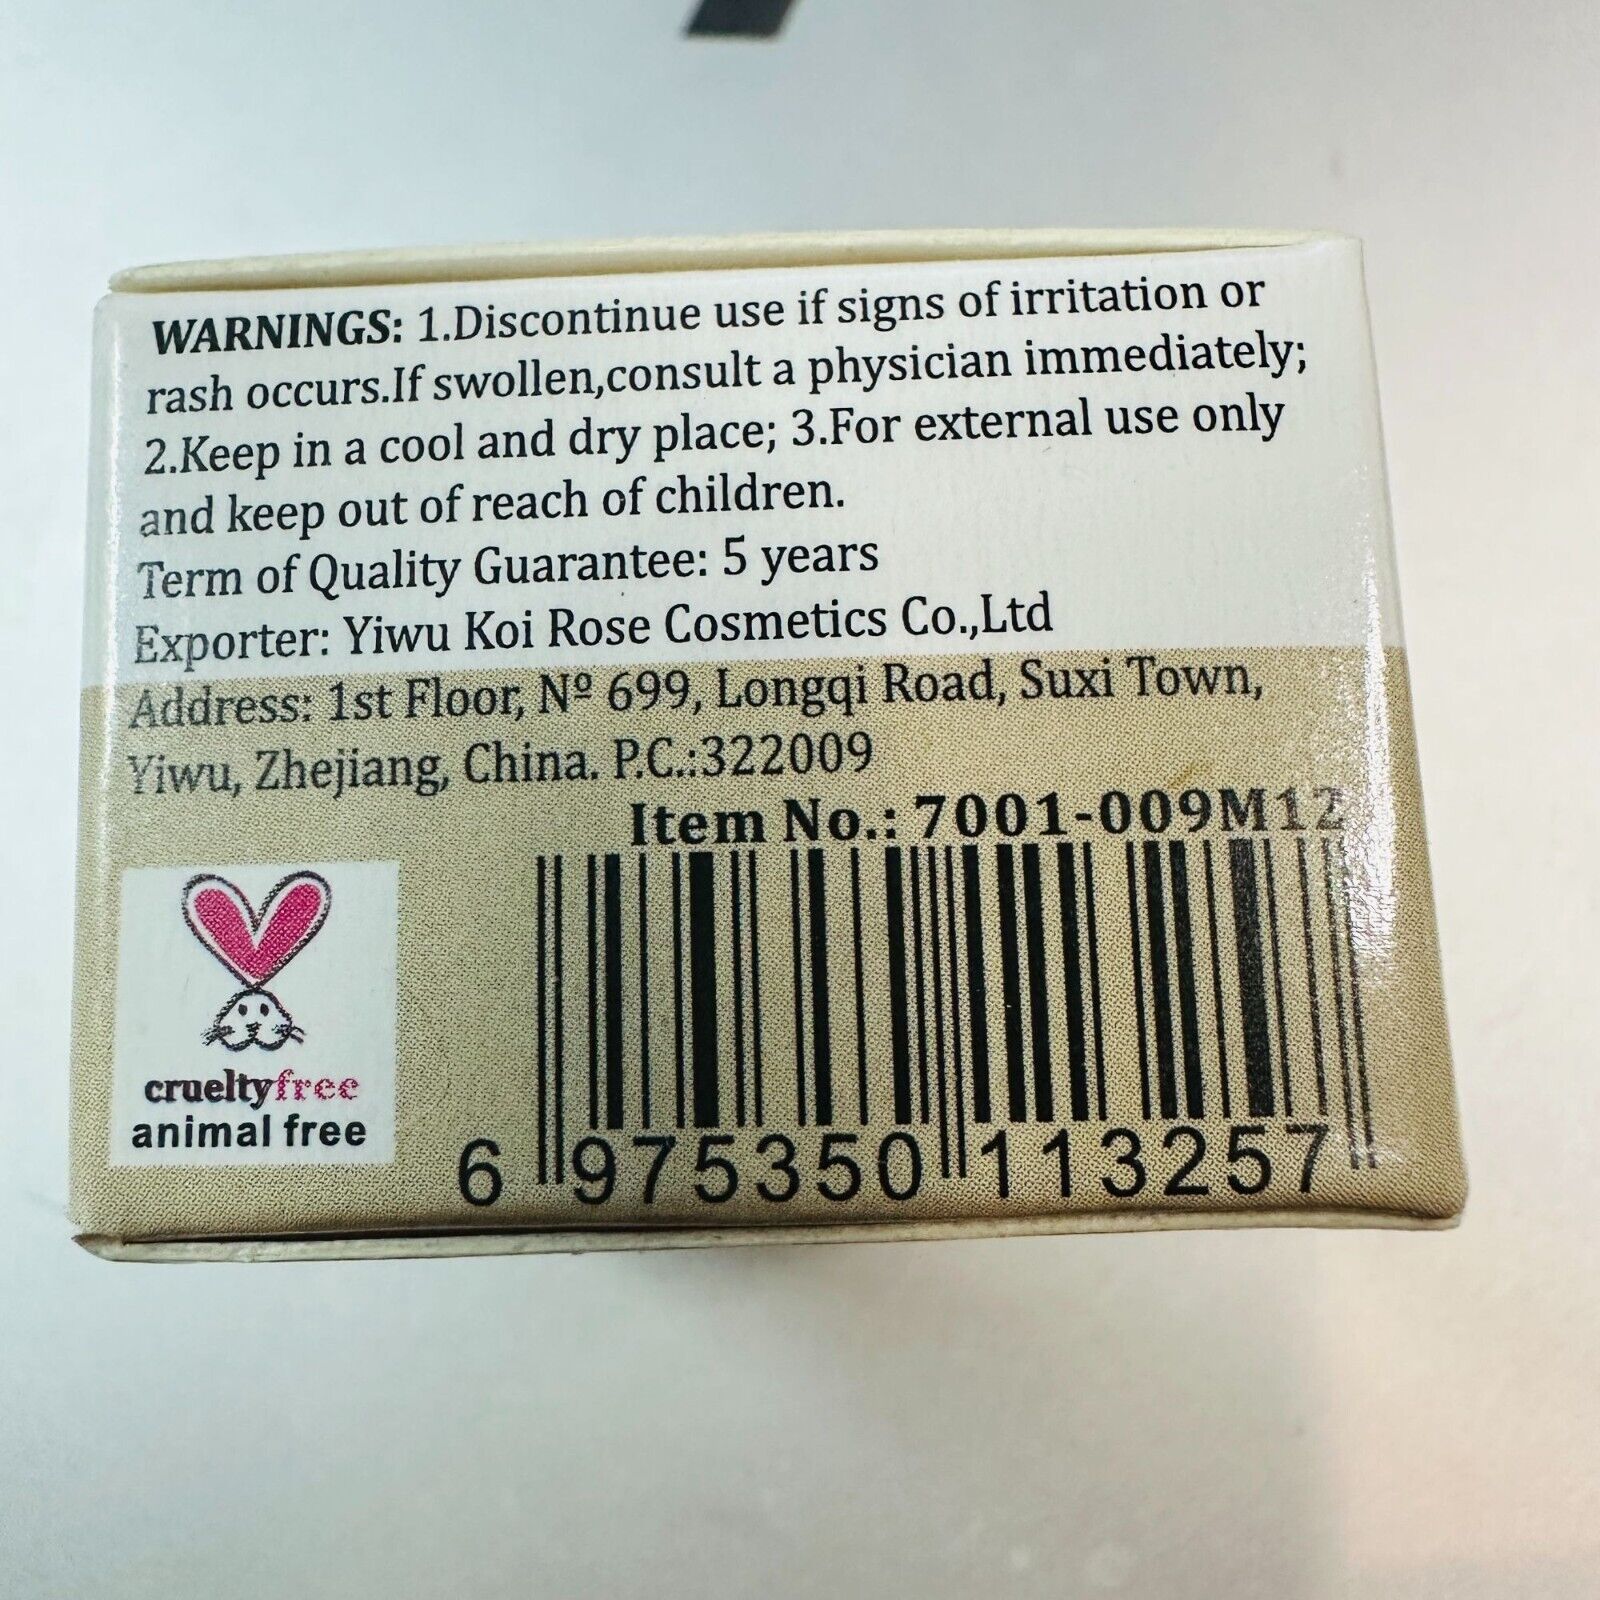 WARNINGS: 1.Discontinue use if signs of irritation or
rash occurs.If swollen,consult a physician immediately;
2.Keep in a cool and dry place; 3.For external use only
and keep out of reach of children.
Term of Quality Guarantee: 5 years
Exporter: Yiwu Koi Rose Cosmetics Co.,Ltd
Address: 1st Floor, Nº 699, Longqi Road, Suxi Town,
Yiwu, Zhejiang, China. P.C.:322009
Item No.: 7001-009M12
crueltyfree
animal free
6 975350 113257